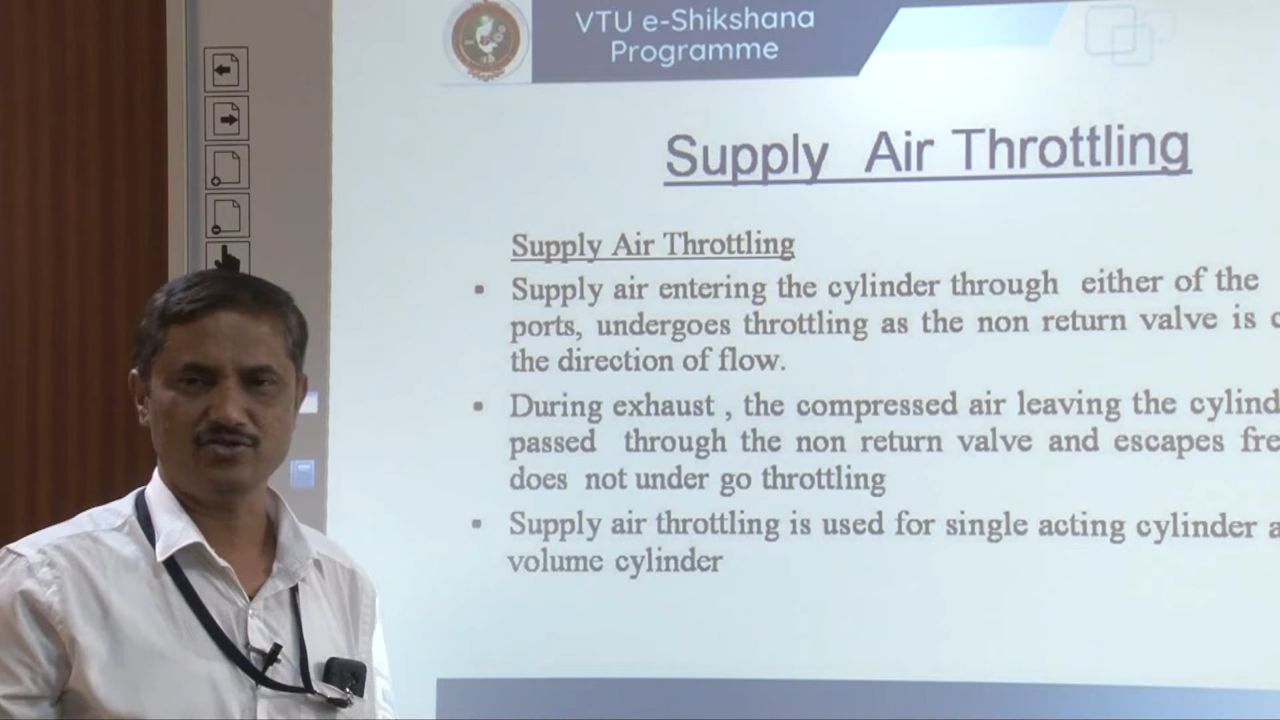 VTU e-Shikshana
Programme
Supply Air Throttling
Supply Air Throttling
▪ Supply air entering the cylinder through either of the
ports, undergoes throttling as the non return valve is
the direction of flow.
▪ During exhaust , the compressed air leaving the
passed through the non return valve and escapes
does not under go throttling
▪ Supply air throttling is used for single acting cylinder
volume cylinder